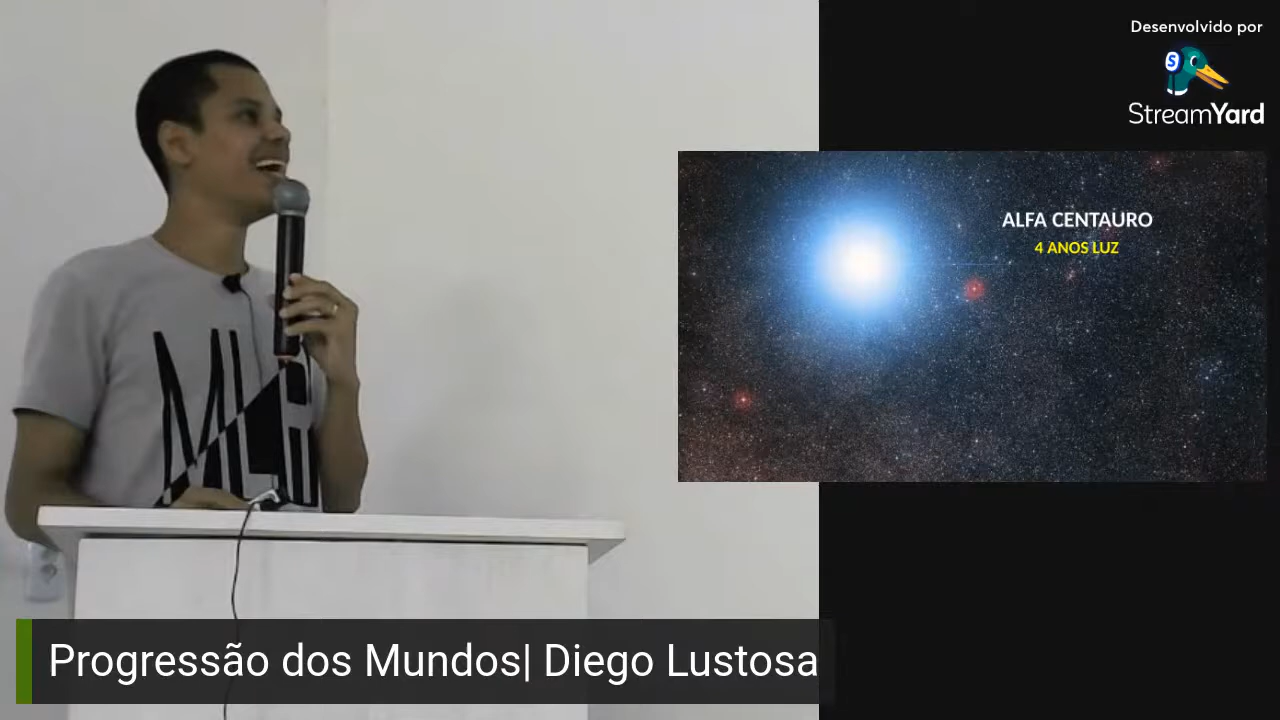 Desenvolvido por
StreamYard
ALFA CENTAURO
4 ANOS LUZ
Progressão dos Mundos| Diego Lustosa